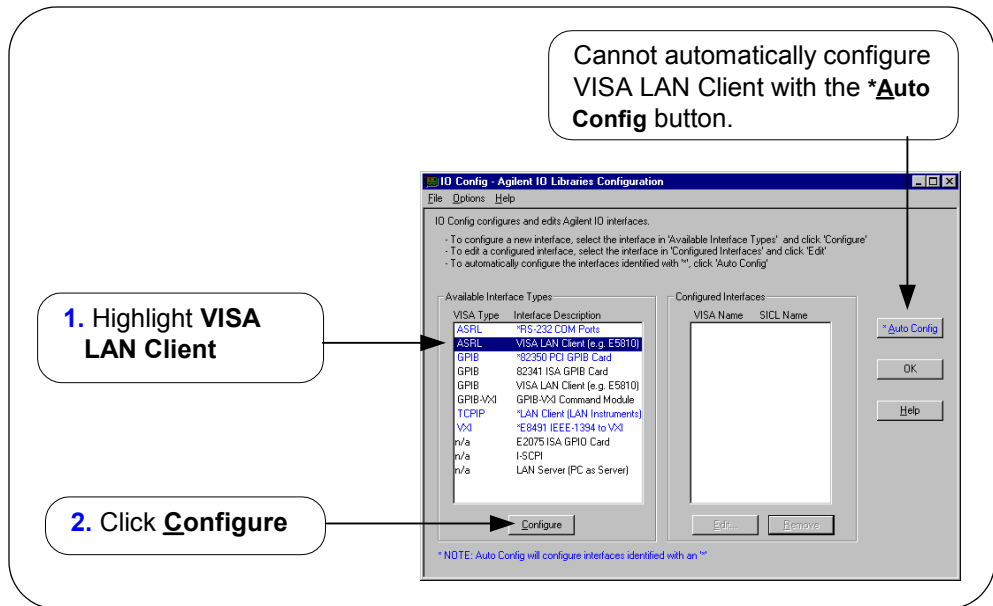 Cannot automatically configure
VISA LAN Client with the *Auto
Config button.
IO Config - Agilent IO Libraries Configuration
File Options Help
IO Config configures and edits Agilent IO interfaces.
- To configure a new interface, select the interface in 'Available Interface Types' and click 'Configure'
- To edit a configured interface, select the interface in 'Configured Interfaces' and click 'Edit'
- To automatically configure the interfaces identified with '*', click 'Auto Config'
Available Interface Types
VISA Type Interface Description
ASRL *RS-232 COM Ports
ASRL VISA LAN Client (e.g. E5810)
GPIB *82350 PCI GPIB Card
GPIB 82341 ISA GPIB Card
GPIB VISA LAN Client (e.g. E5810)
GPIB-VXI GPIB-VXI Command Module
TCPIP *LAN Client (LAN Instruments)
VXI *E8491 IEEE-1394 to VXI
n/a E2075 ISA GPIO Card
n/a I-SCPI
n/a LAN Server (PC as Server)
Configure
Configured Interfaces
VISA Name SICL Name
Edit... Remove
* Auto Config
OK
Help
* NOTE: Auto Config will configure interfaces identified with an '*'
1. Highlight VISA
LAN Client
2. Click Configure